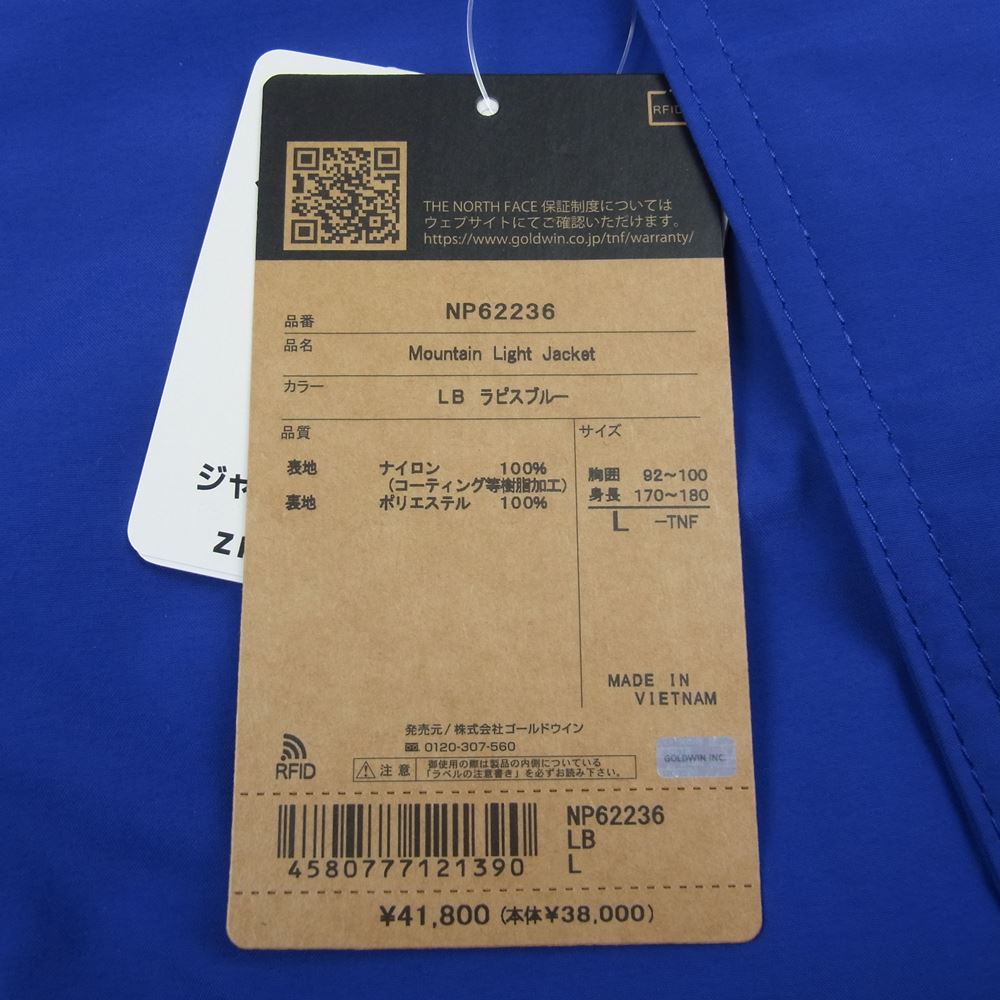 RFID
THE NORTH FACE 保証制度については
ウェブサイトにてご確認いただけます。
https://www.goldwin.co.jp/tnf/warranty/
品番 NP62236
品名 Mountain Light Jacket
カラー LB ラピスブルー
品質
表地 ナイロン 100%
(コーティング等樹脂加工)
裏地 ポリエステル 100%
サイズ
胸囲 92~100
身長 170~180
L -TNF
ジャ
MADE IN
VIETNAM
発売元/株式会社ゴールドウイン
0120-307-560
RFID
注意 御使用の際は製品の内側についている
「ラベルの注意書き」を必ずお読み下さい。
GOLDWIN INC.
4580777121390
NP62236
LB
L
¥41,800 (本体¥38,000)